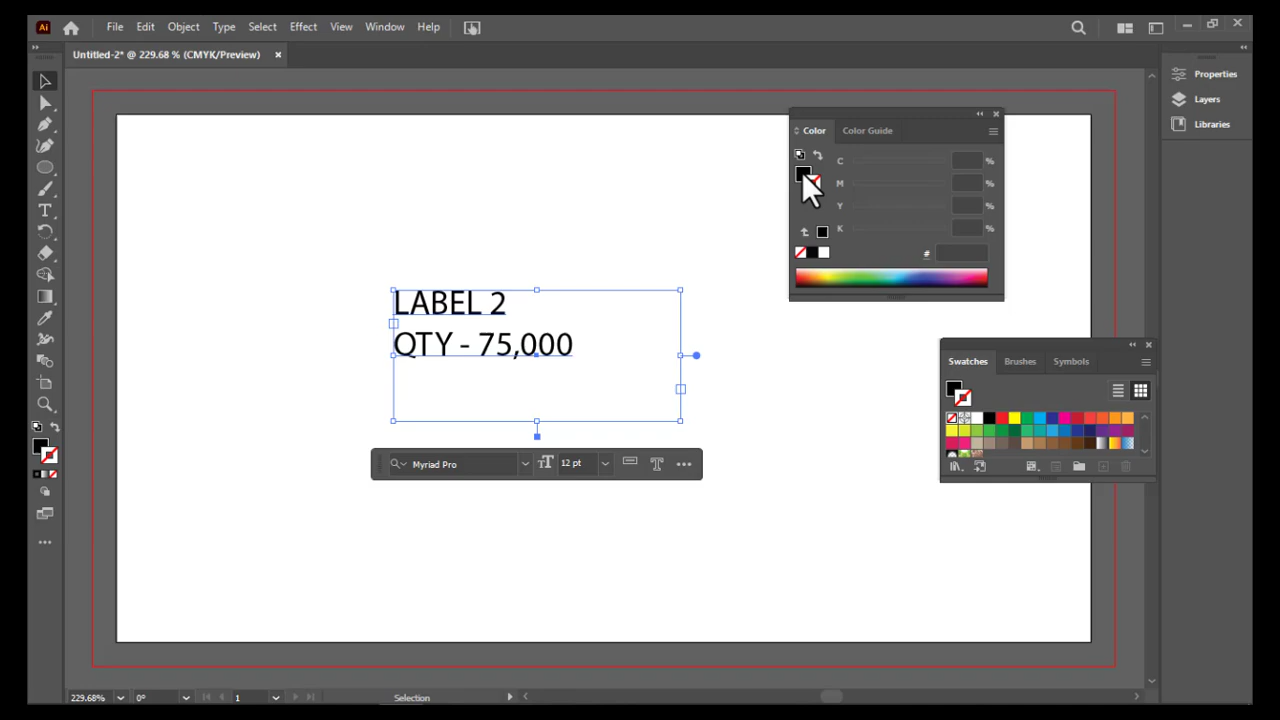 Ai File Edit Object Type Select Effect View Window Help
Untitled-2* @ 229.68 % (CMYK/Preview)
Properties
Layers
Libraries
Color Color Guide
C %
M %
Y %
K %
#
LABEL 2
QTY - 75,000
Swatches Brushes Symbols
Myriad Pro 12 pt
229.68% 0° 1 Selection